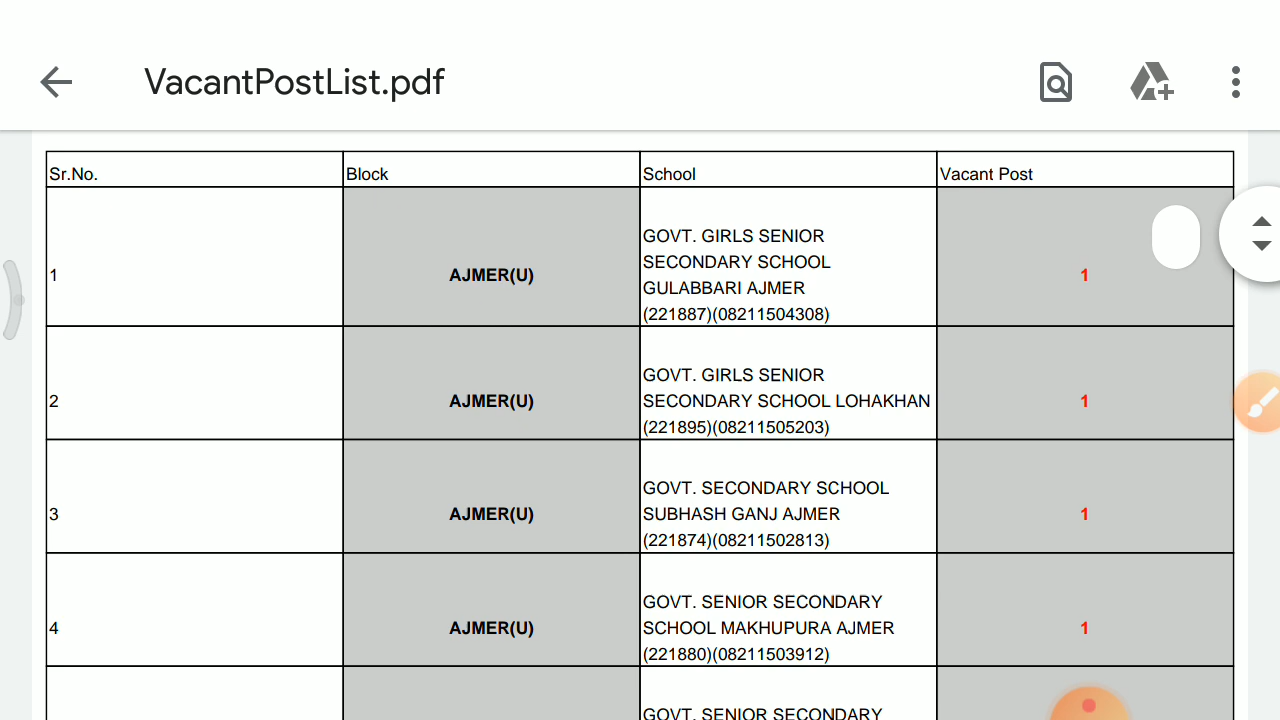 VacantPostList.pdf
Sr.No. Block School Vacant Post
GOVT. GIRLS SENIOR
SECONDARY SCHOOL
1 AJMER(U) 1
GULABBARI AJMER
(221887)(08211504308)
GOVT. GIRLS SENIOR
2 AJMER(U) SECONDARY SCHOOL LOHAKHAN 1
(221895)(08211505203)
GOVT. SECONDARY SCHOOL
3 AJMER(U) SUBHASH GANJ AJMER 1
(221874)(08211502813)
GOVT. SENIOR SECONDARY
4 AJMER(U) SCHOOL MAKHUPURA AJMER 1
(221880)(08211503912)
GOVT. SENIOR SECONDARY